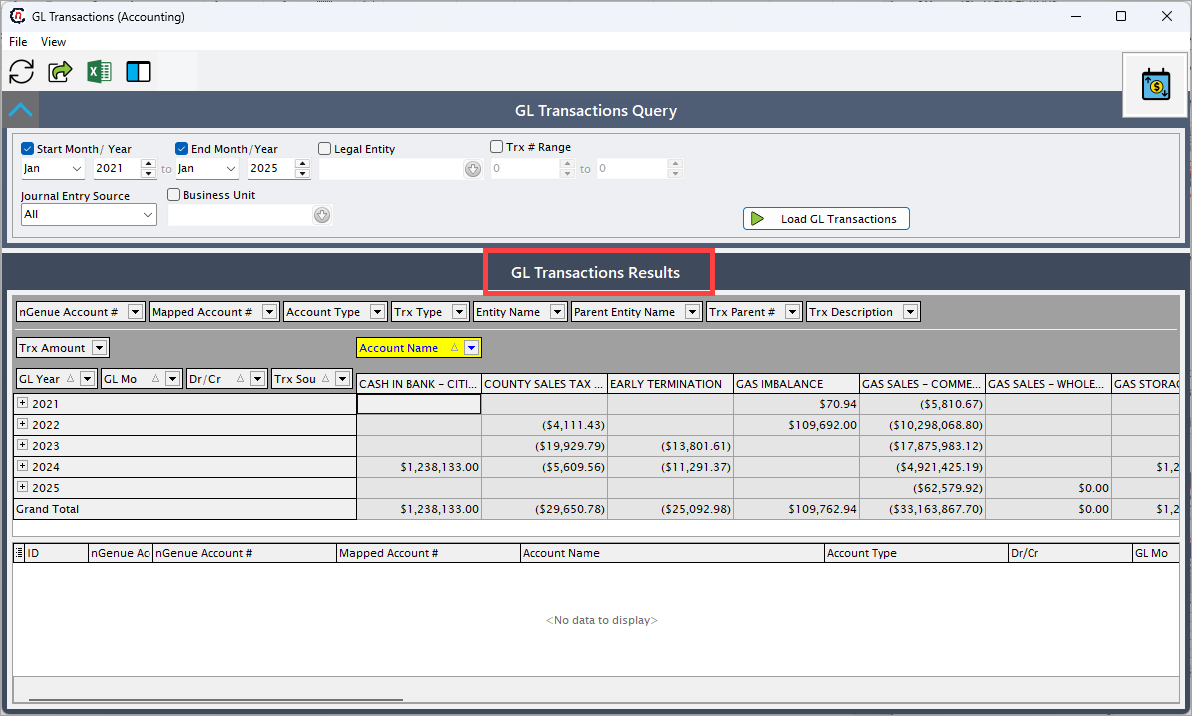 GL Transactions (Accounting)
File View
GL Transactions Query
Start Month/ Year End Month/Year Legal Entity Trx # Range
Jan 2021 to Jan 2025 0 to 0
Journal Entry Source Business Unit
All
Load GL Transactions
GL Transactions Results
nGenue Account # Mapped Account # Account Type Trx Type Entity Name Parent Entity Name Trx Parent # Trx Description
Trx Amount Account Name
GL Year GL Mo Dr/Cr Trx Sou
CASH IN BANK - CITI... COUNTY SALES TAX ... EARLY TERMINATION GAS IMBALANCE GAS SALES - COMME... GAS SALES - WHOLE... GAS STORAG
2021 $70.94 ($5,810.67)
2022 ($4,111.43) $109,692.00 ($10,298,068.80)
2023 ($19,929.79) ($13,801.61) ($17,875,983.12)
2024 $1,238,133.00 ($5,609.56) ($11,291.37) ($4,921,425.19) $1,2
2025 ($62,579.92) $0.00
Grand Total $1,238,133.00 ($29,650.78) ($25,092.98) $109,762.94 ($33,163,867.70) $0.00 $1,2
ID nGenue Ac nGenue Account # Mapped Account # Account Name Account Type Dr/Cr GL Mo
<No data to display>